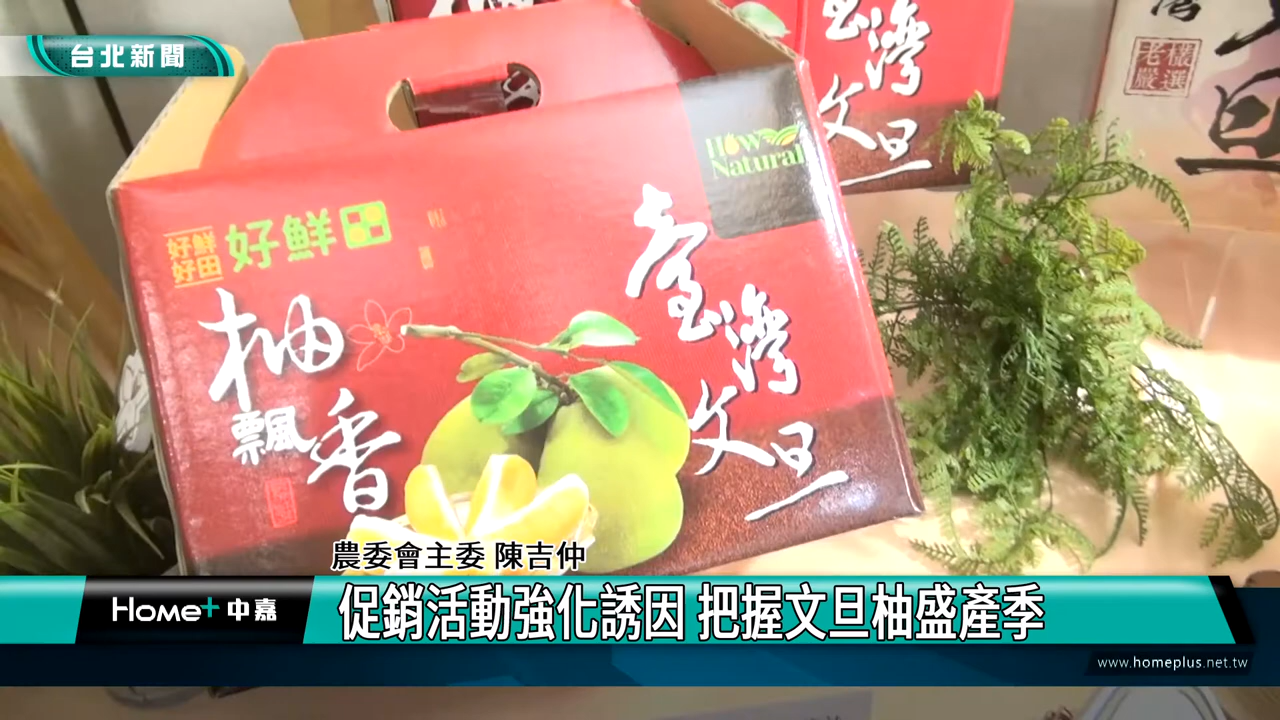 台北新聞
臺灣
文旦
老欉
嚴選
旦
How
Natural
好鮮
好田
好鮮
臺灣
文旦
柚
飄香
農委會主委 陳吉仲
Home+中嘉
促銷活動強化誘因 把握文旦柚盛產季
www.homeplus.net.tw